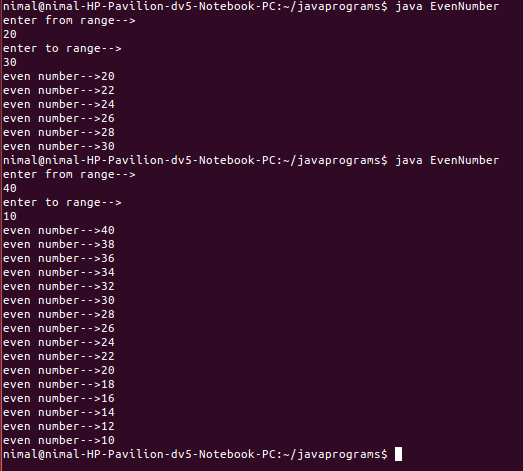 nimal@nimal-HP-Pavilion-dv5-Notebook-PC:~/javaprograms$ java EvenNumber
enter from range-->
20
enter to range-->
30
even number-->20
even number-->22
even number-->24
even number-->26
even number-->28
even number-->30
nimal@nimal-HP-Pavilion-dv5-Notebook-PC:~/javaprograms$ java EvenNumber
enter from range-->
40
enter to range-->
10
even number-->40
even number-->38
even number-->36
even number-->34
even number-->32
even number-->30
even number-->28
even number-->26
even number-->24
even number-->22
even number-->20
even number-->18
even number-->16
even number-->14
even number-->12
even number-->10
nimal@nimal-HP-Pavilion-dv5-Notebook-PC:~/javaprograms$